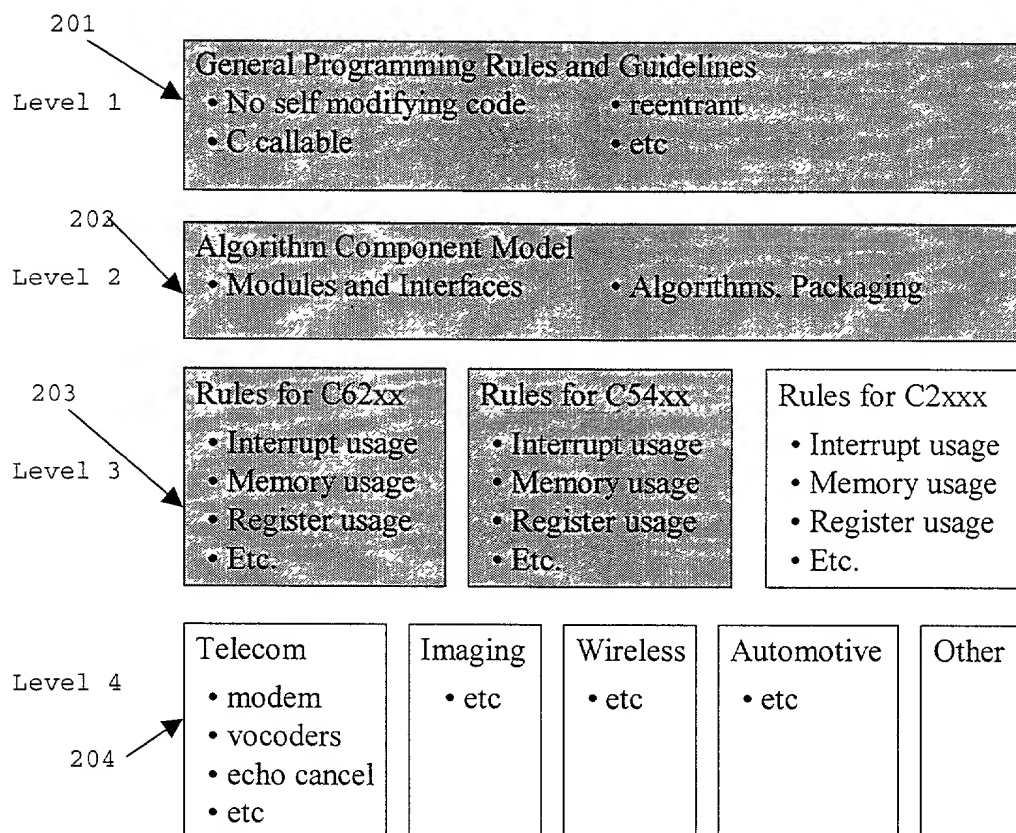 201
General Programming Rules and Guidelines
Level 1
• No self modifying code • reentrant
• C callable • etc
202
Algorithm Component Model
Level 2
• Modules and Interfaces • Algorithms, Packaging
203
Level 3
Rules for C62xx
• Interrupt usage
• Memory usage
• Register usage
• Etc.
Rules for C54xx
• Interrupt usage
• Memory usage
• Register usage
• Etc.
Rules for C2xxx
• Interrupt usage
• Memory usage
• Register usage
• Etc.
Level 4
204
Telecom
• modem
• vocoders
• echo cancel
• etc
Imaging
• etc
Wireless
• etc
Automotive
• etc
Other